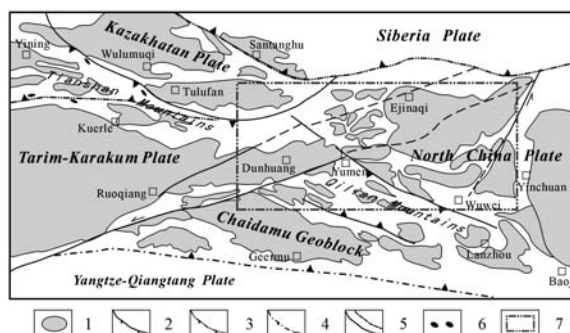 Kazakhatan Plate
Siberia Plate
Yining
Wulumuqi
Santanghu
Tianshan Mountains
Tulufan
Ejinaqi
Kuerle
Tarim-Karakum Plate
Dunhuang
Yumen
North China Plate
Ruoqiang
Qilian Mountains
Yinchuan
Wuwei
Chaidamu Geoblock
Lanzhou
Geermu
Yangtze-Qiangtang Plate
Bao
1 2 3 4 5 6 7